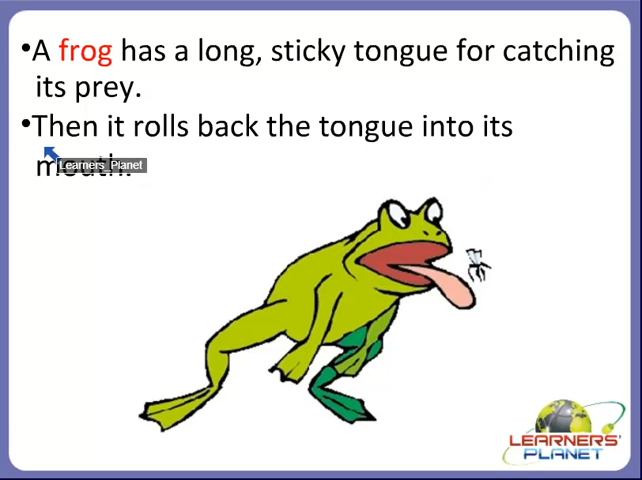 •A frog has a long, sticky tongue for catching
its prey.
•Then it rolls back the tongue into its
mouth.
Learners Planet
LEARNERS'
PLANET